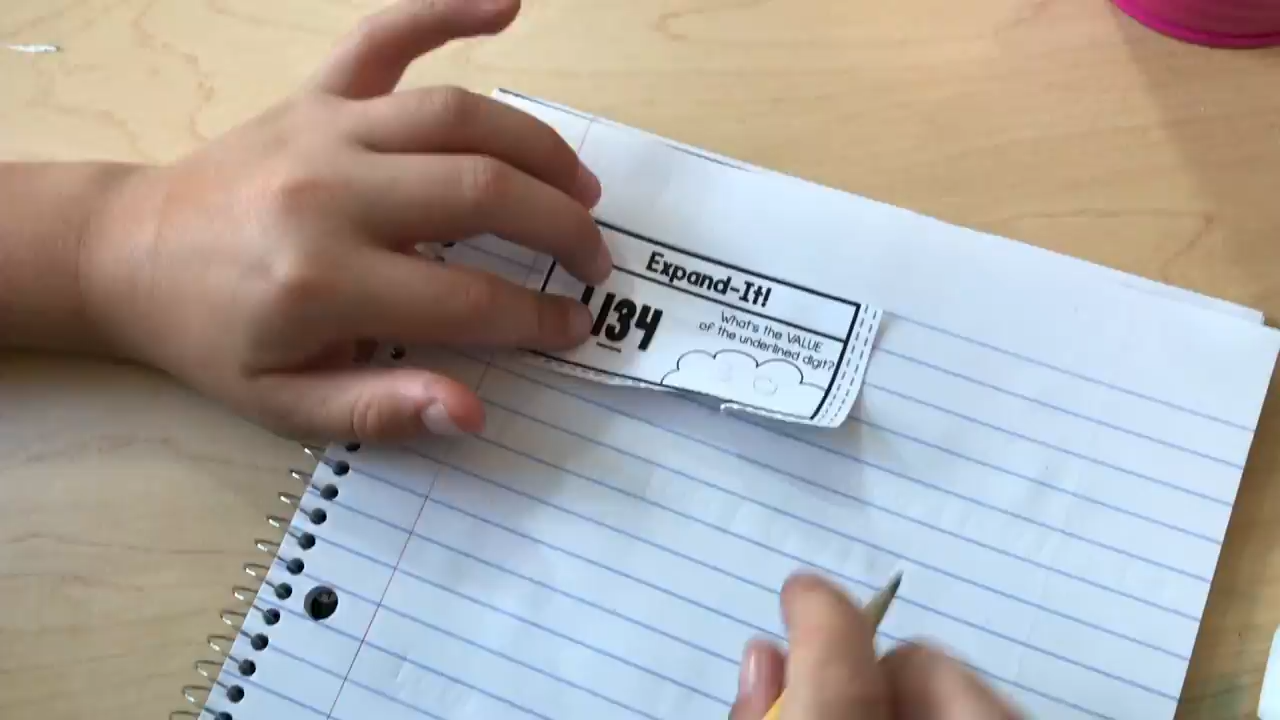 Expand-It!
134
What's the VALUE
of the underlined digit?